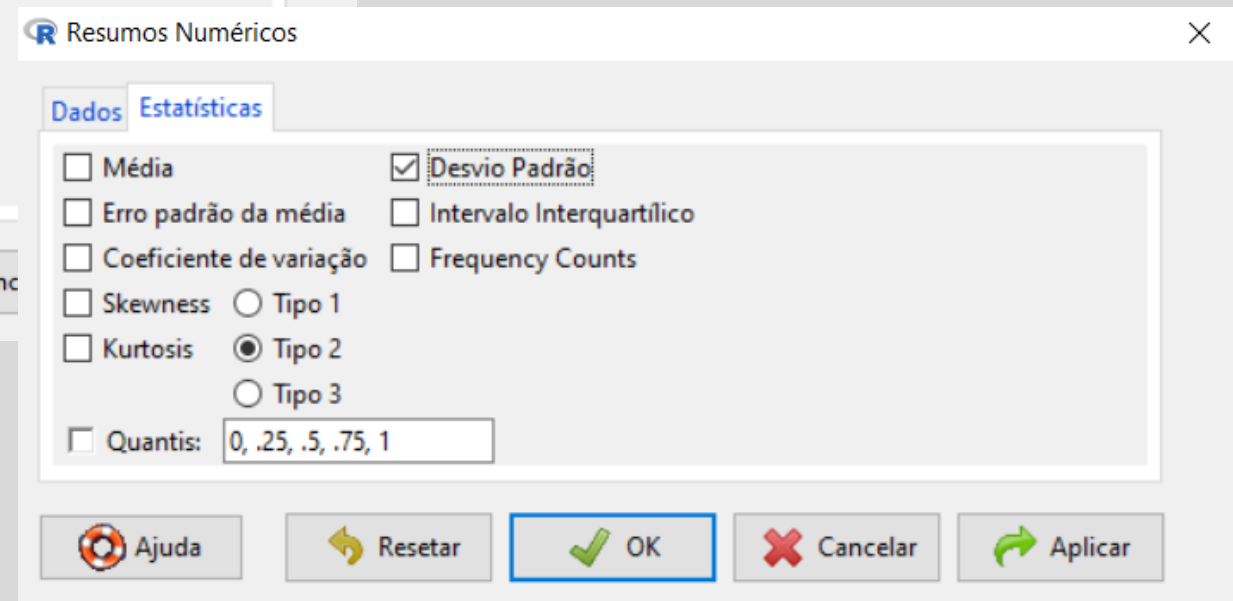 Resumos Numéricos
Dados Estatísticas
Média Desvio Padrão
Erro padrão da média Intervalo Interquartílico
Coeficiente de variação Frequency Counts
Skewness Tipo 1
Kurtosis Tipo 2
Tipo 3
Quantis: 0, .25, .5, .75, 1
Ajuda Resetar OK Cancelar Aplicar